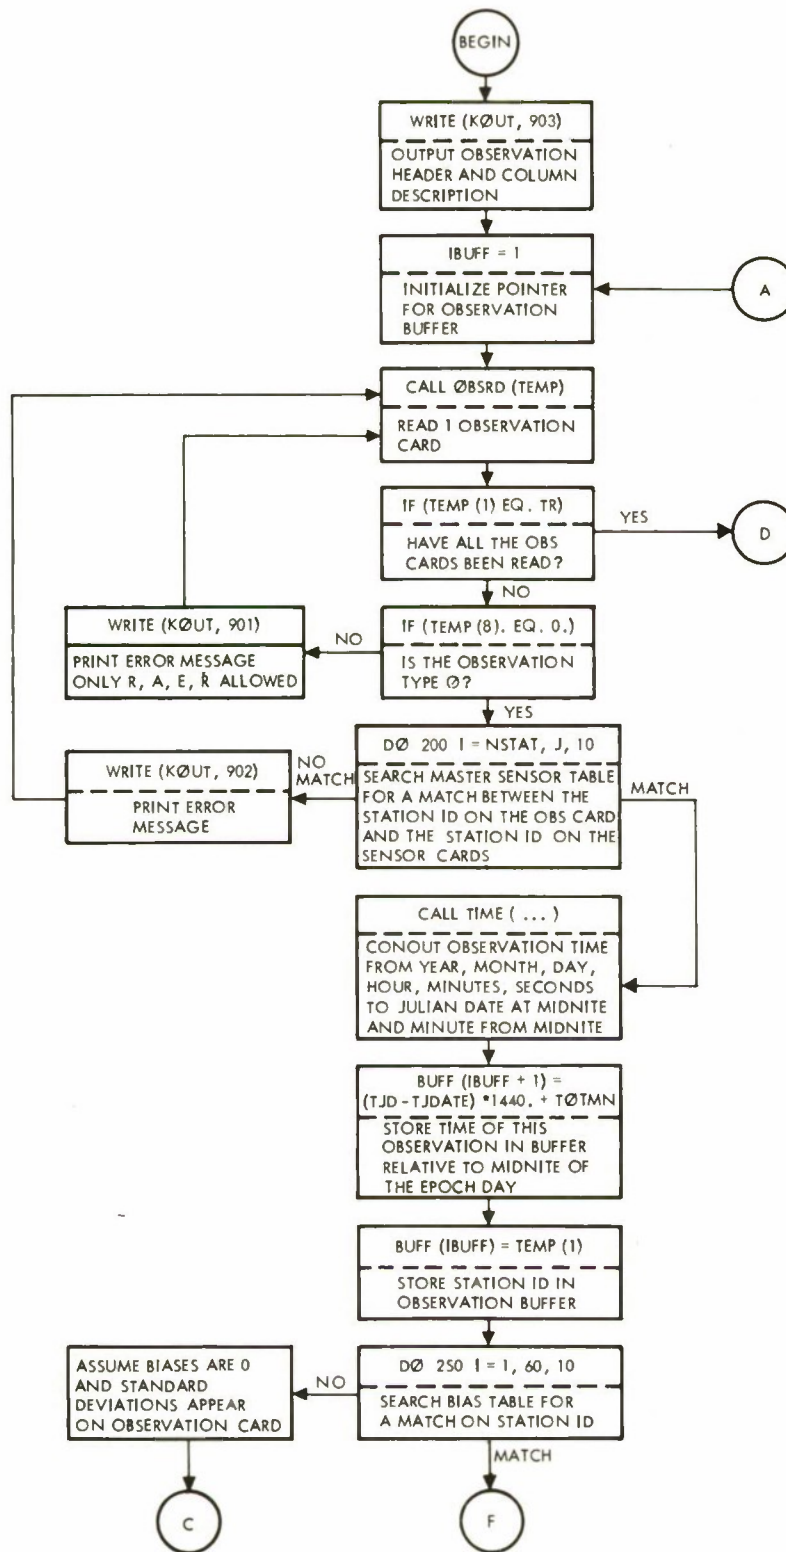 BEGIN
WRITE (KØUT, 903)
OUTPUT OBSERVATION
HEADER AND COLUMN
DESCRIPTION
IBUFF = 1
INITIALIZE POINTER
FOR OBSERVATION
BUFFER
A
CALL ØBSRD (TEMP)
READ 1 OBSERVATION
CARD
IF (TEMP (1) EQ. TR)
HAVE ALL THE OBS
CARDS BEEN READ?
YES
D
NO
WRITE (KØUT, 901)
PRINT ERROR MESSAGE
ONLY R, A, E, Ṙ ALLOWED
NO
IF (TEMP (8). EQ. 0.)
IS THE OBSERVATION
TYPE Ø?
YES
WRITE (KØUT, 902)
PRINT ERROR
MESSAGE
NO
MATCH
DØ 200 I = NSTAT, J, 10
SEARCH MASTER SENSOR TABLE
FOR A MATCH BETWEEN THE
STATION ID ON THE OBS CARD
AND THE STATION ID ON THE
SENSOR CARDS
MATCH
CALL TIME ( ... )
CONOUT OBSERVATION TIME
FROM YEAR, MONTH, DAY,
HOUR, MINUTES, SECONDS
TO JULIAN DATE AT MIDNITE
AND MINUTE FROM MIDNITE
BUFF (IBUFF + 1) =
(TJD - TJDATE) *1440. + TØTMN
STORE TIME OF THIS
OBSERVATION IN BUFFER
RELATIVE TO MIDNITE OF
THE EPOCH DAY
BUFF (IBUFF) = TEMP (1)
STORE STATION ID IN
OBSERVATION BUFFER
ASSUME BIASES ARE 0
AND STANDARD
DEVIATIONS APPEAR
ON OBSERVATION CARD
NO
DØ 250 I = 1, 60, 10
SEARCH BIAS TABLE FOR
A MATCH ON STATION ID
MATCH
C
F